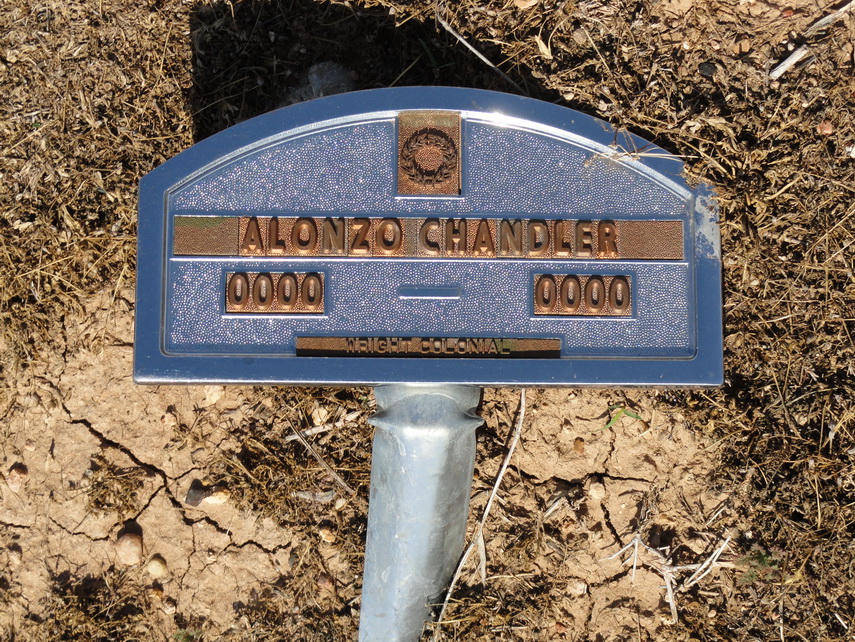 ALONZO CHANDLER
0000 — 0000
WRIGHT COLONIAL